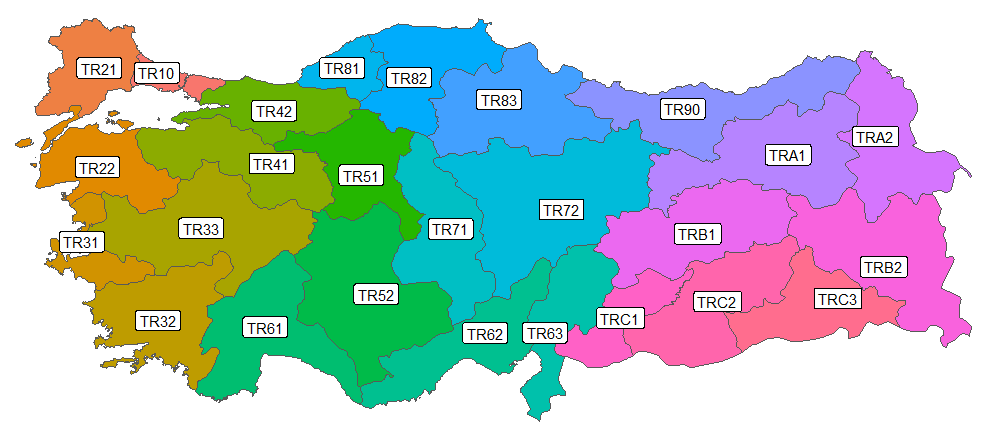 TR21
TR10
TR81
TR82
TR42
TR83
TR90
TRA2
TRA1
TR22
TR41
TR51
TR72
TR33
TR71
TRB1
TR31
TRB2
TR52
TRC2
TRC3
TR32
TR61
TR62
TR63
TRC1